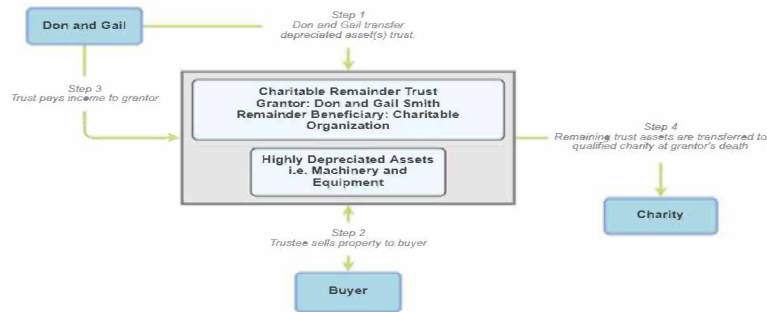 Don and Gail
Step 1
Don and Gail transfer
depreciated asset(s) trust.
Step 3
Trust pays income to grantor
Charitable Remainder Trust
Grantor: Don and Gail Smith
Remainder Beneficiary: Charitable
Organization
Highly Depreciated Assets
i.e. Machinery and
Equipment
Step 4
Remaining trust assets are transferred to
qualified charity at grantor's death
Charity
Step 2
Trustee sells property to buyer
Buyer